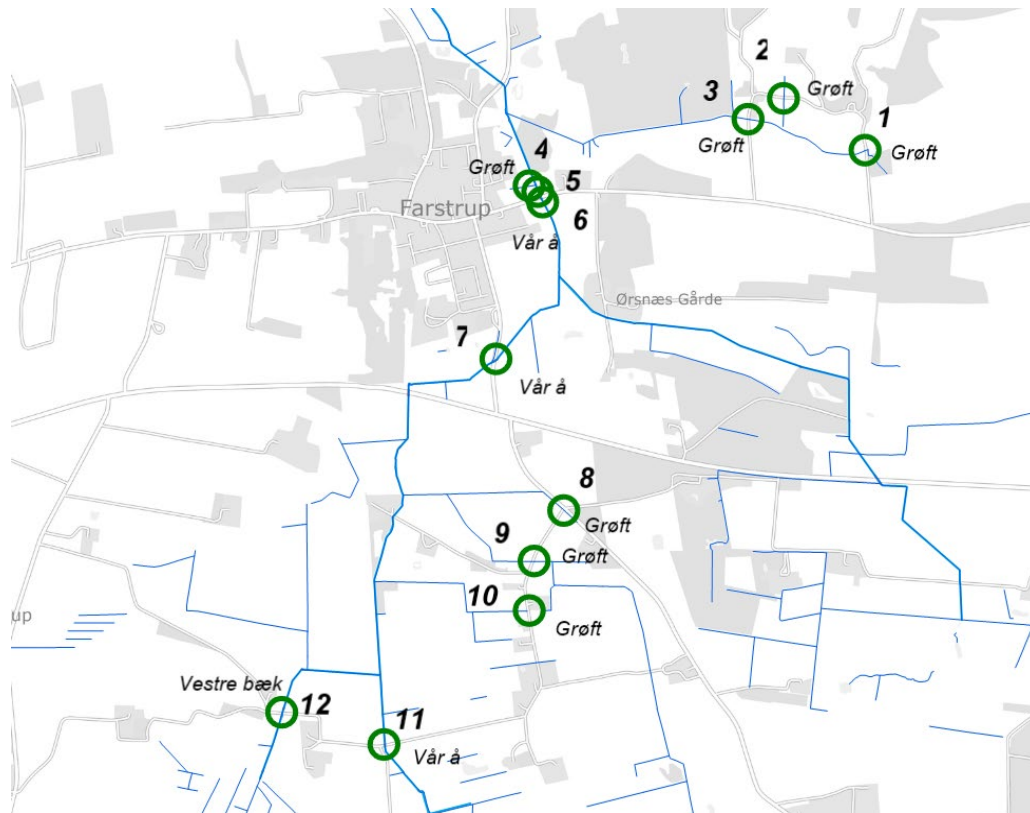 2
Grøft
3
1
Grøft
Grøft
4
Grøft
5
Farstrup
6
Vår å
Ørsnæs Gårde
7
Vår å
8
Grøft
9
Grøft
10
Grøft
up
Vestre bæk
12
11
Vår å